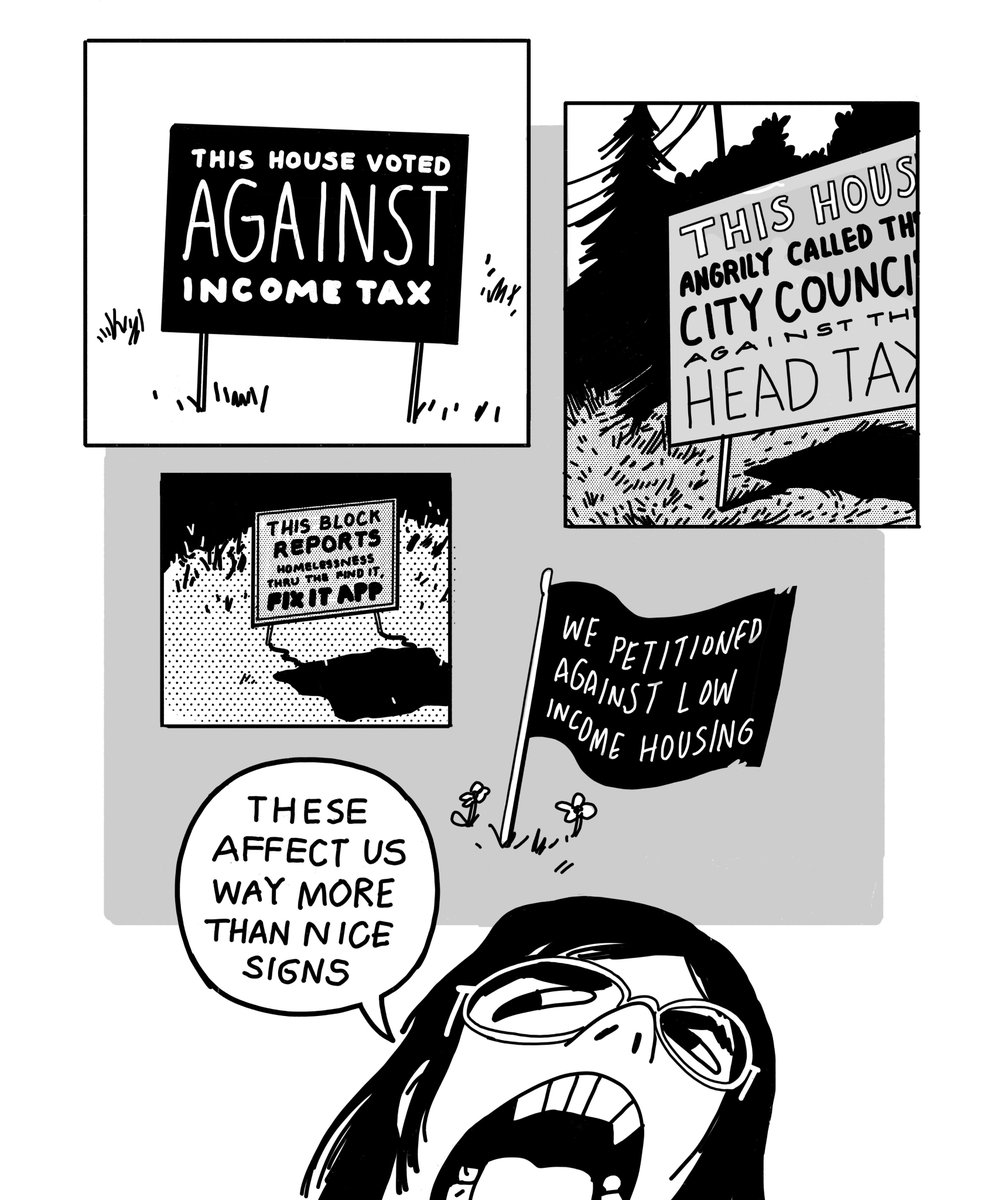 THIS HOUSE VOTED
AGAINST
INCOME TAX
THIS HOUS
ANGRILY CALLED TH
CITY COUNCI
AGAINST TH
HEAD TAX
THIS BLOCK
REPORTS
HOMELESSNESS
THRU THE FIND IT,
FIX IT APP
WE PETITIONED
AGAINST LOW
INCOME HOUSING
THESE
AFFECT US
WAY MORE
THAN NICE
SIGNS